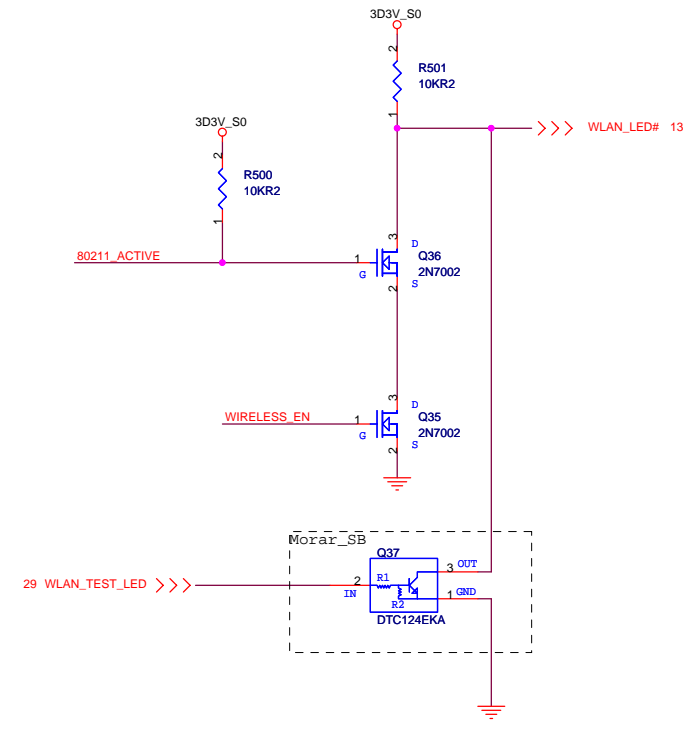 3D3V_S0
2
R501
10KR2
1
3D3V_S0
WLAN_LED# 13
2
R500
10KR2
1
3
D
80211_ACTIVE
1
Q36
G
2N7002
2
S
3
D
WIRELESS_EN
1
Q35
G
2N7002
2
S
Morar_SB
Q37
3 OUT
29 WLAN_TEST_LED
2
R1
IN
1 GND
R2
DTC124EKA